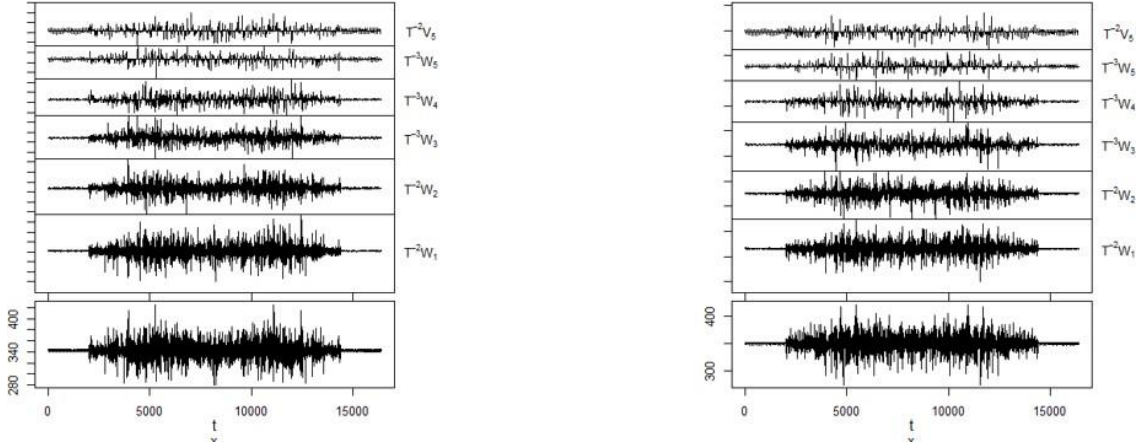 T⁻²V₅
T⁻³W₅
T⁻³W₄
T⁻³W₃
T⁻²W₂
T⁻²W₁
400
340
280
0 5000 10000 15000
t
x
T⁻²V₅
T⁻³W₅
T⁻³W₄
T⁻³W₃
T⁻²W₂
T⁻²W₁
400
300
0 5000 10000 15000
t
x